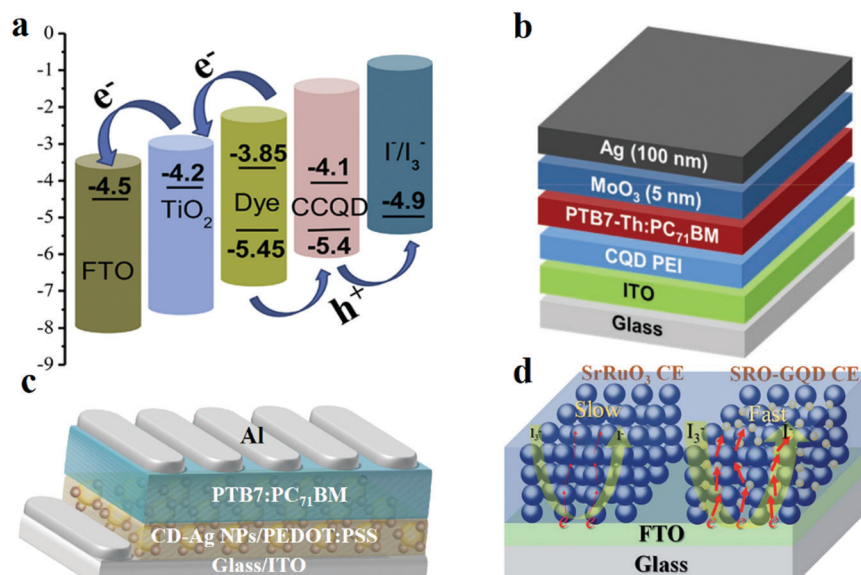 a
0
-1
-2
-3
-4
-5
-6
-7
-8
-9
e⁻
e⁻
-4.5
FTO
-4.2
TiO₂
-3.85
Dye
-5.45
-4.1
CCQD
-5.4
I⁻/I₃⁻
-4.9
h⁺
b
Ag (100 nm)
MoO₃ (5 nm)
PTB7-Th:PC₇₁BM
CQD PEI
ITO
Glass
c
Al
PTB7:PC₇₁BM
CD-Ag NPs/PEDOT:PSS
Glass/ITO
d
SrRuO₃ CE
SRO-GQD CE
Slow
Fast
I₃⁻
I⁻
I₃⁻
I⁻
e⁻ e⁻
e⁻ e⁻ e⁻
FTO
Glass